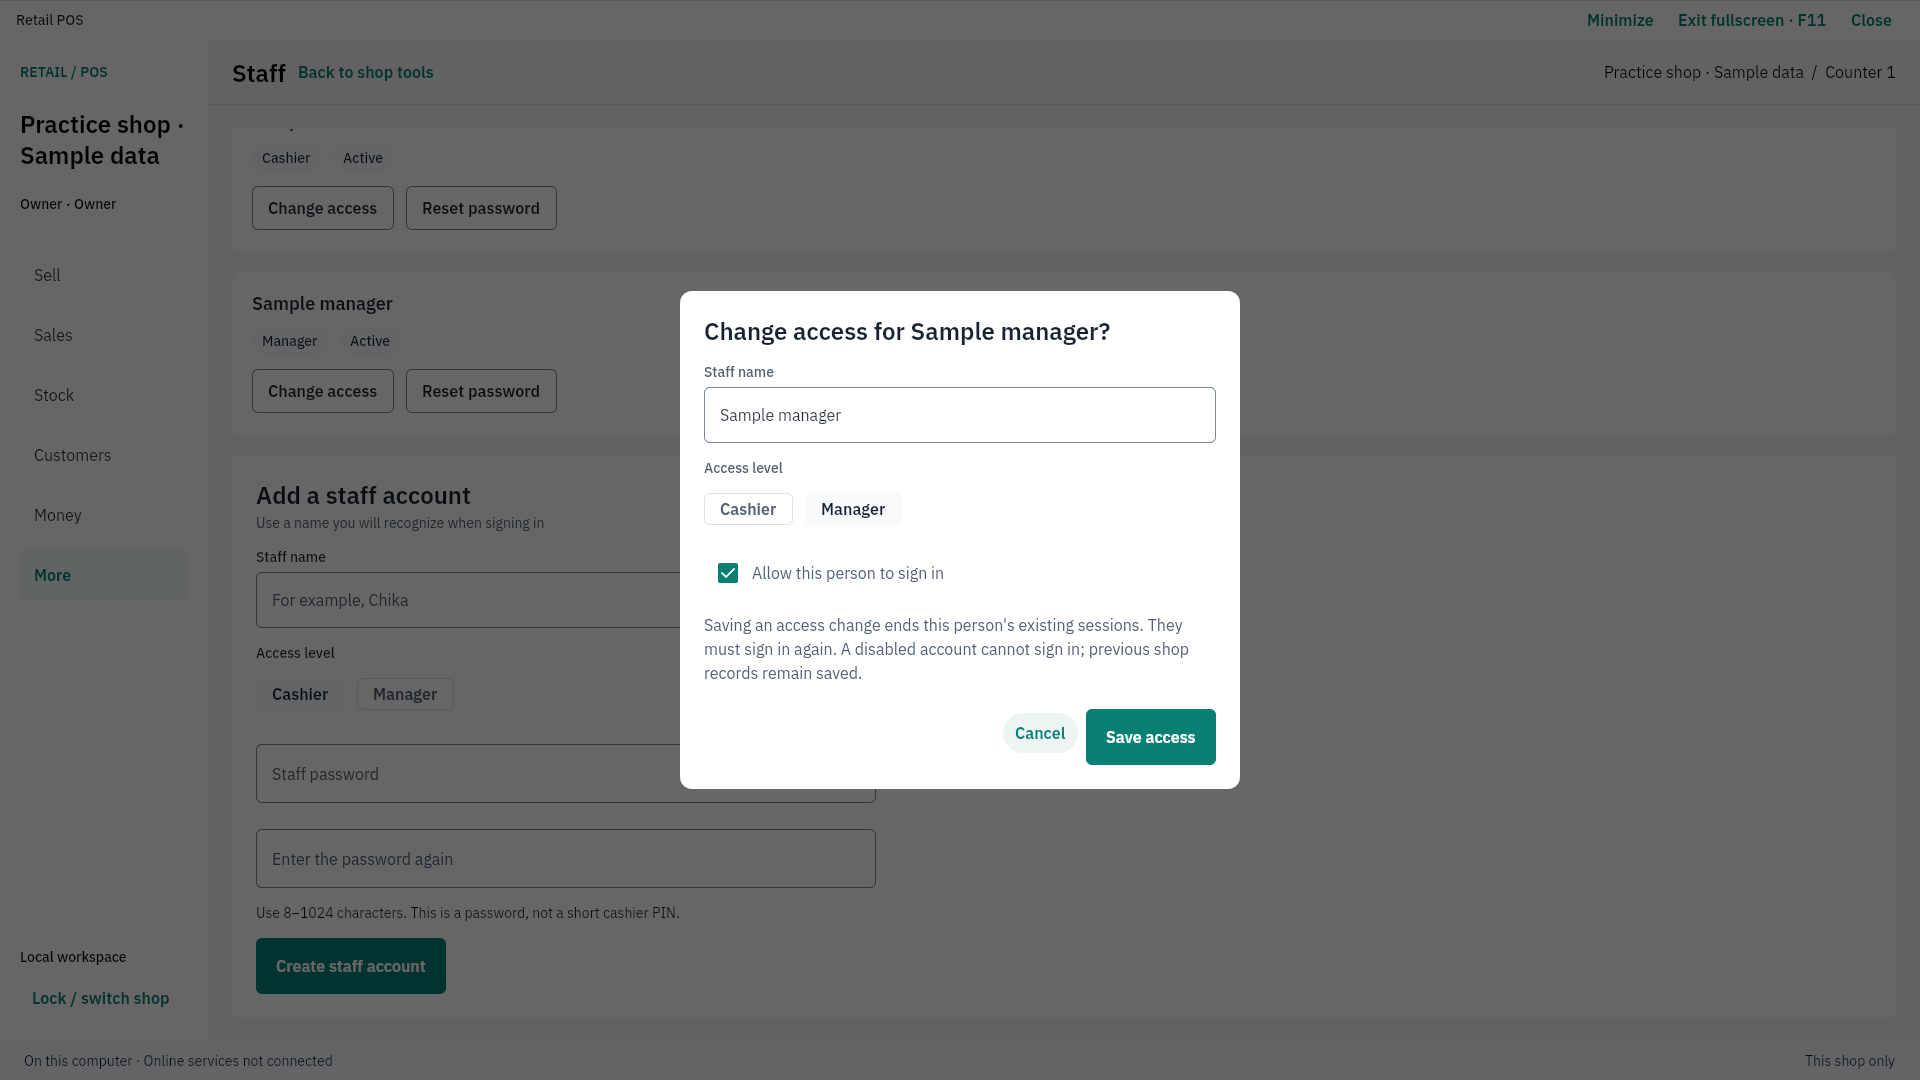 Retail POS
Minimize
Exit fullscreen · F11
Close
RETAIL / POS
Practice shop ·
Sample data
Owner · Owner
Sell
Sales
Stock
Customers
Money
More
Local workspace
Lock / switch shop
Staff
Back to shop tools
Practice shop · Sample data / Counter 1
Cashier
Active
Change access
Reset password
Sample manager
Manager
Active
Change access
Reset password
Add a staff account
Use a name you will recognize when signing in
Staff name
For example, Chika
Access level
Cashier
Manager
Staff password
Enter the password again
Use 8–1024 characters. This is a password, not a short cashier PIN.
Create staff account
Change access for Sample manager?
Staff name
Sample manager
Access level
Cashier
Manager
Allow this person to sign in
Saving an access change ends this person's existing sessions. They
must sign in again. A disabled account cannot sign in; previous shop
records remain saved.
Cancel
Save access
On this computer · Online services not connected
This shop only